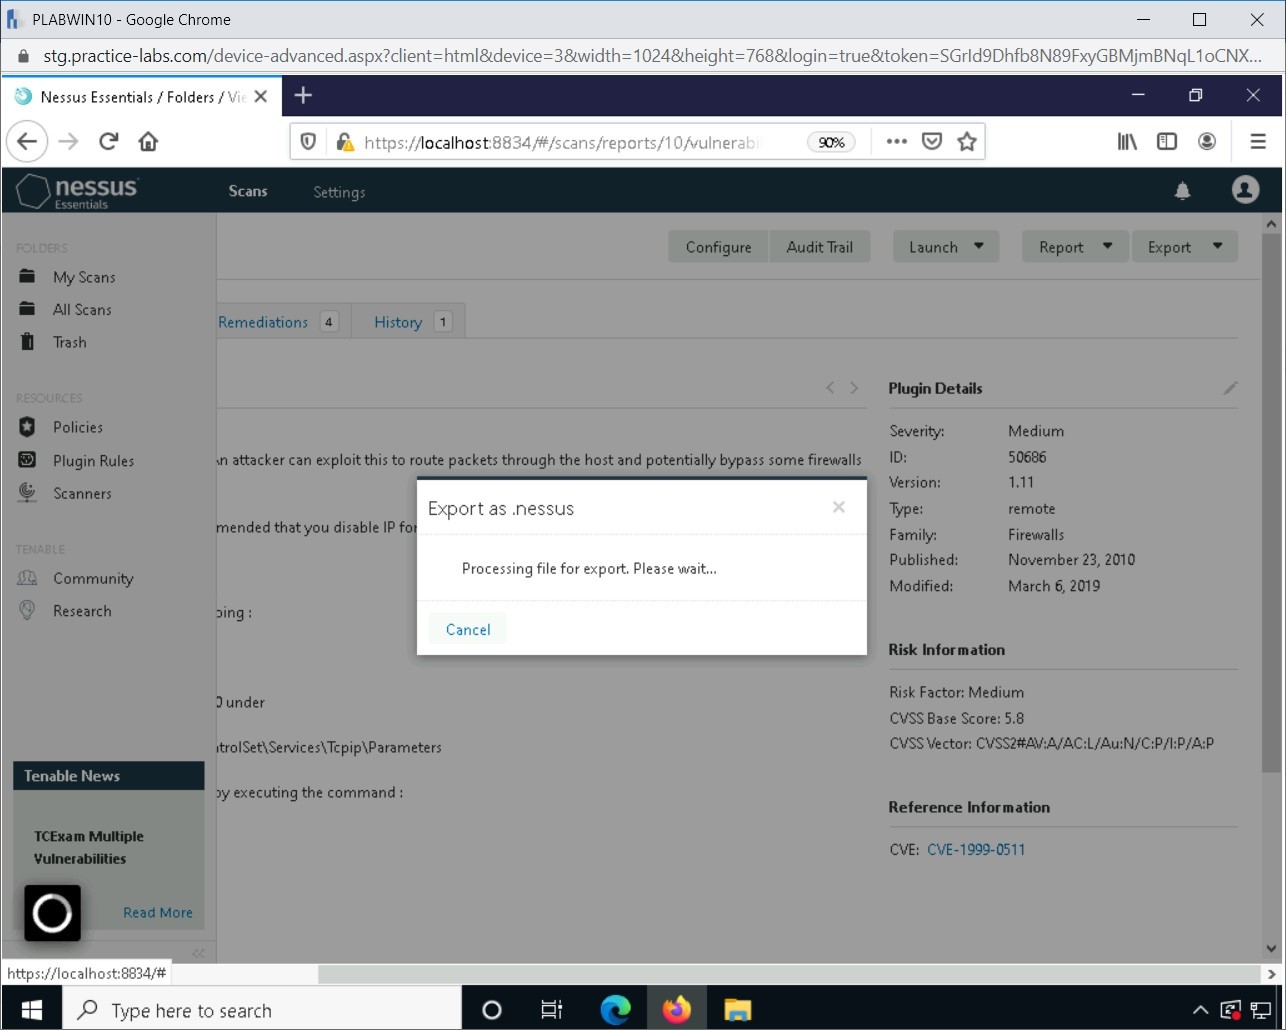 PLABWIN10 - Google Chrome
stg.practice-labs.com/device-advanced.aspx?client=html&device=3&width=1024&height=768&login=true&token=SGrId9Dhfb8N89FxyGBMjmBNqL1oCNX...
Nessus Essentials / Folders / Vie
https://localhost:8834/#/scans/reports/10/vulnerabi
90%
nessus
Essentials
Scans
Settings
FOLDERS
My Scans
All Scans
Trash
RESOURCES
Policies
Plugin Rules
Scanners
TENABLE
Community
Research
Tenable News
TCExam Multiple
Vulnerabilities
Read More
Configure
Audit Trail
Launch
Report
Export
Remediations 4
History 1
An attacker can exploit this to route packets through the host and potentially bypass some firewalls
mended that you disable IP for
ping :
0 under
ntrolSet\Services\Tcpip\Parameters
by executing the command :
Export as .nessus
Processing file for export. Please wait...
Cancel
Plugin Details
Severity: Medium
ID: 50686
Version: 1.11
Type: remote
Family: Firewalls
Published: November 23, 2010
Modified: March 6, 2019
Risk Information
Risk Factor: Medium
CVSS Base Score: 5.8
CVSS Vector: CVSS2#AV:A/AC:L/Au:N/C:P/I:P/A:P
Reference Information
CVE: CVE-1999-0511
https://localhost:8834/#
Type here to search